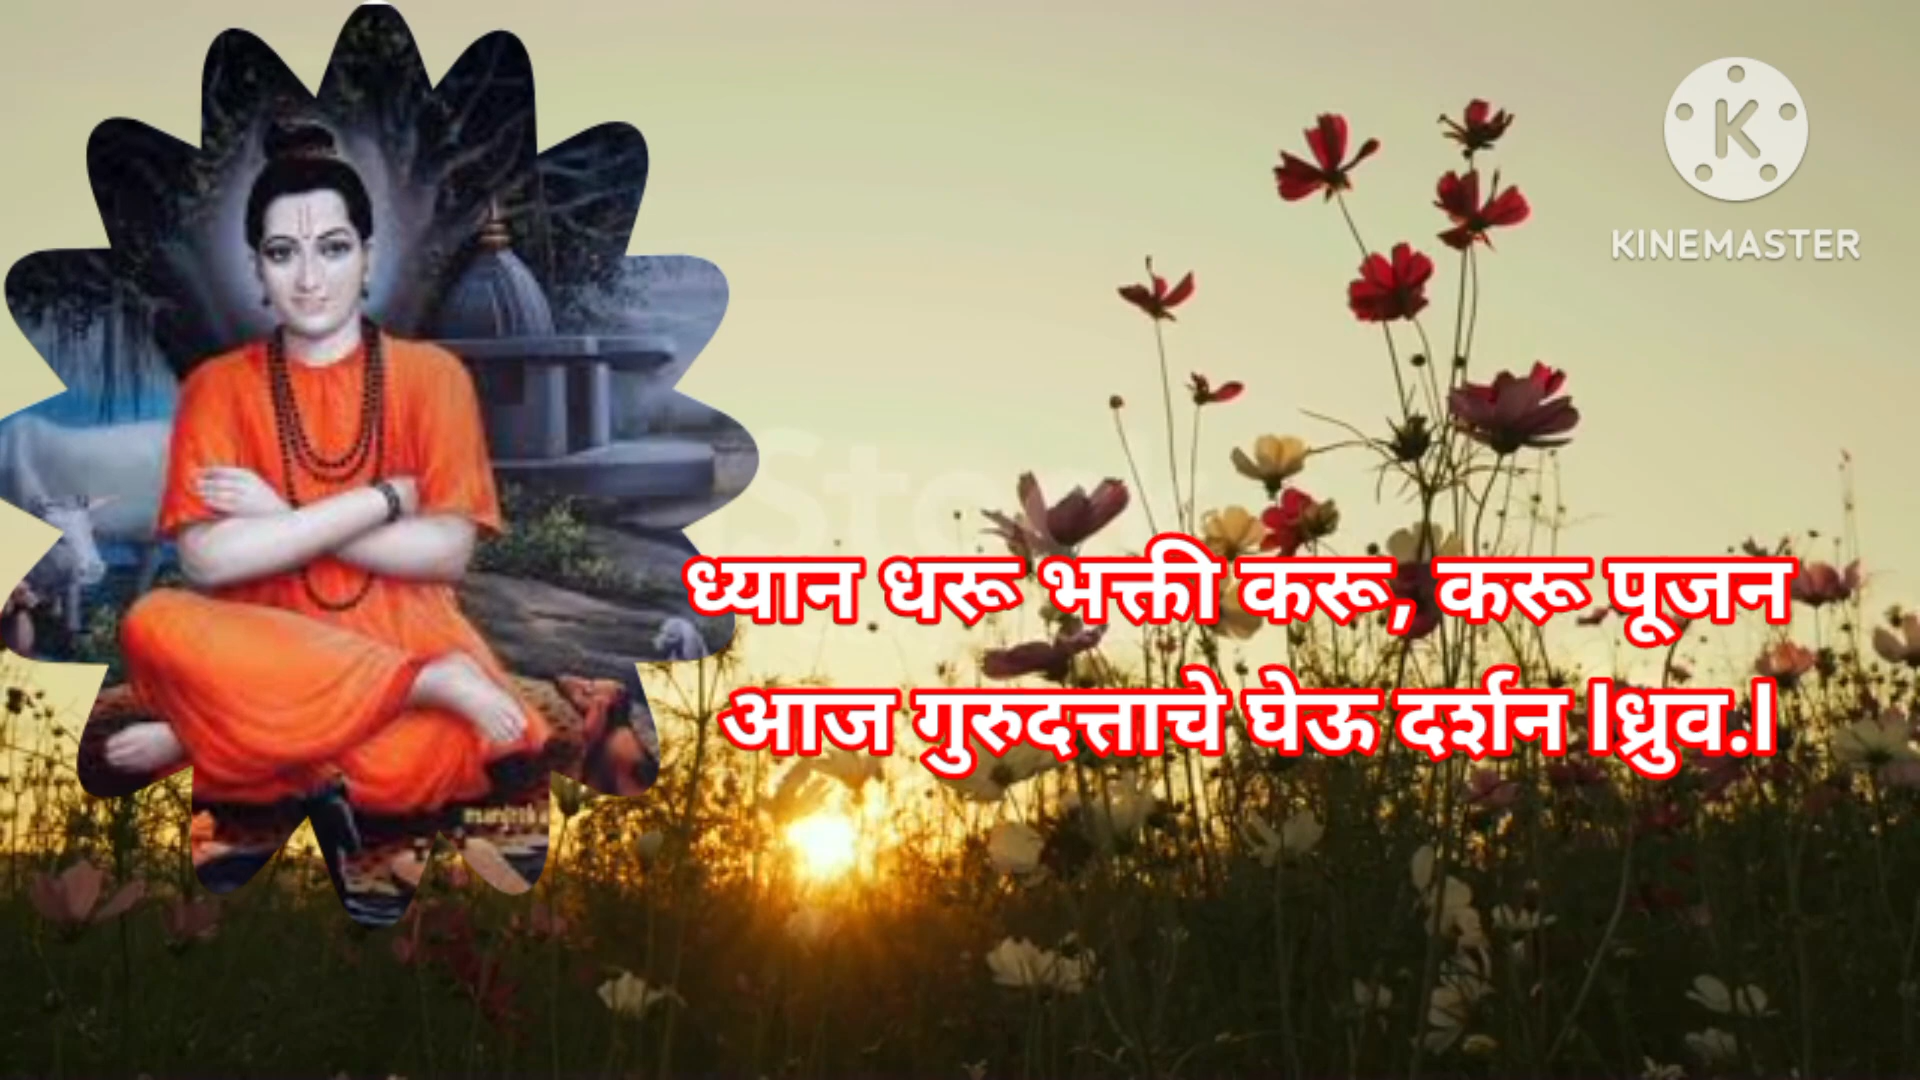 KINEMASTER
ध्यान धरू भक्ती करू, करू पूजन
आज गुरुदत्ताचे घेऊ दर्शन |ध्रुव.|